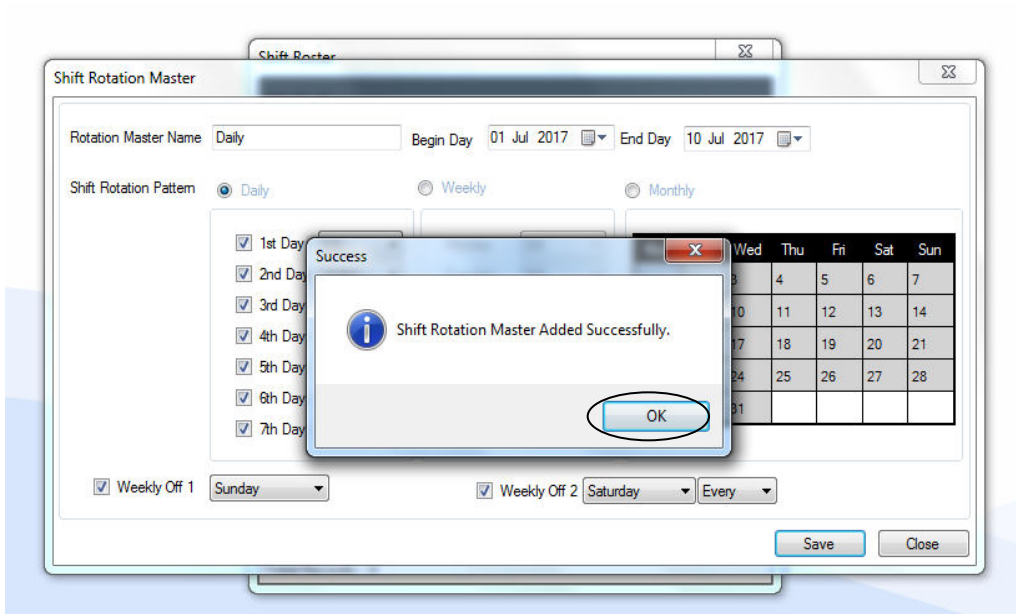 Shift Roster
Shift Rotation Master
Rotation Master Name Daily Begin Day 01 Jul 2017 End Day 10 Jul 2017
Shift Rotation Pattern Daily Weekly Monthly
1st Day
2nd Day
3rd Day
4th Day
5th Day
6th Day
7th Day
Success
Shift Rotation Master Added Successfully.
OK
Wed Thu Fri Sat Sun
3 4 5 6 7
10 11 12 13 14
17 18 19 20 21
24 25 26 27 28
31
Weekly Off 1 Sunday Weekly Off 2 Saturday Every
Save Close